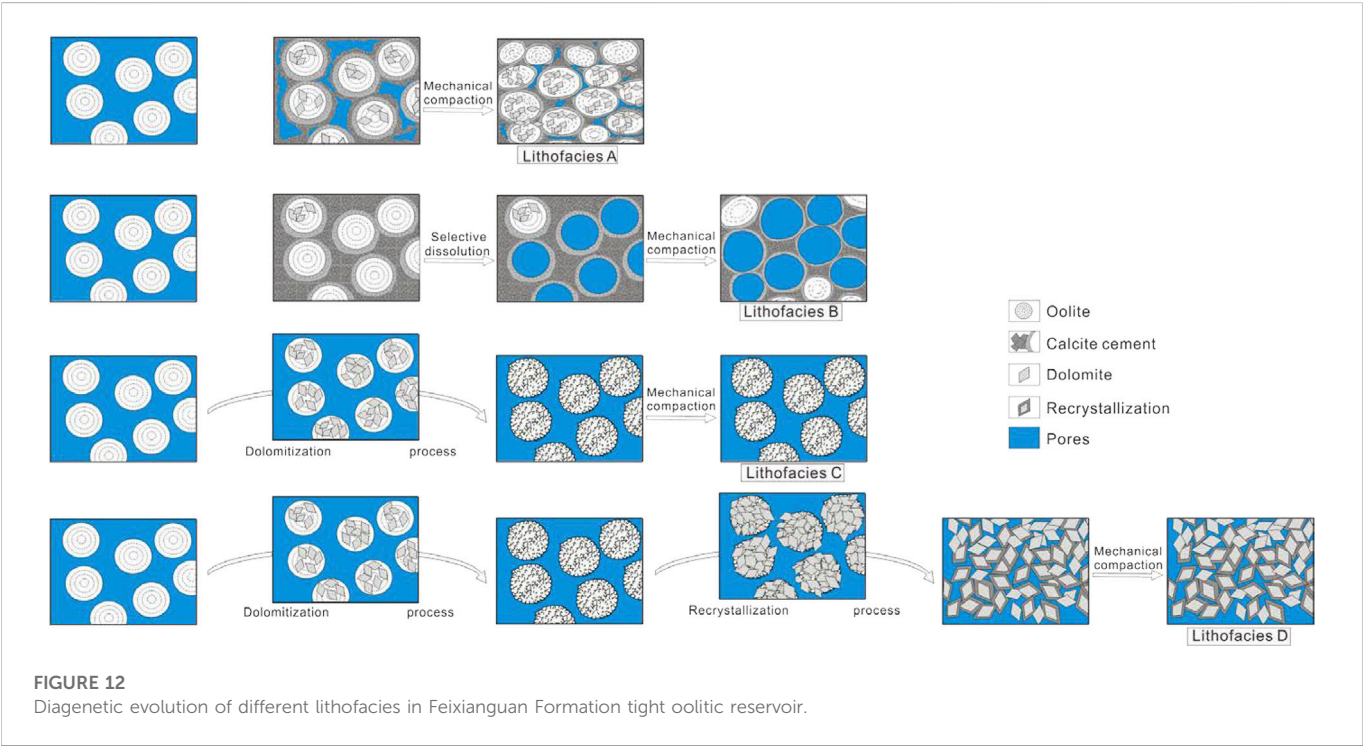 Mechanical
compaction
Lithofacies A
Selective
dissolution
Mechanical
compaction
Lithofacies B
Oolite
Calcite cement
Dolomite
Recrystallization
Pores
Mechanical
compaction
Dolomitization process
Lithofacies C
Mechanical
compaction
Dolomitization process
Recrystallization process
Lithofacies D
FIGURE 12
Diagenetic evolution of different lithofacies in Feixianguan Formation tight oolitic reservoir.